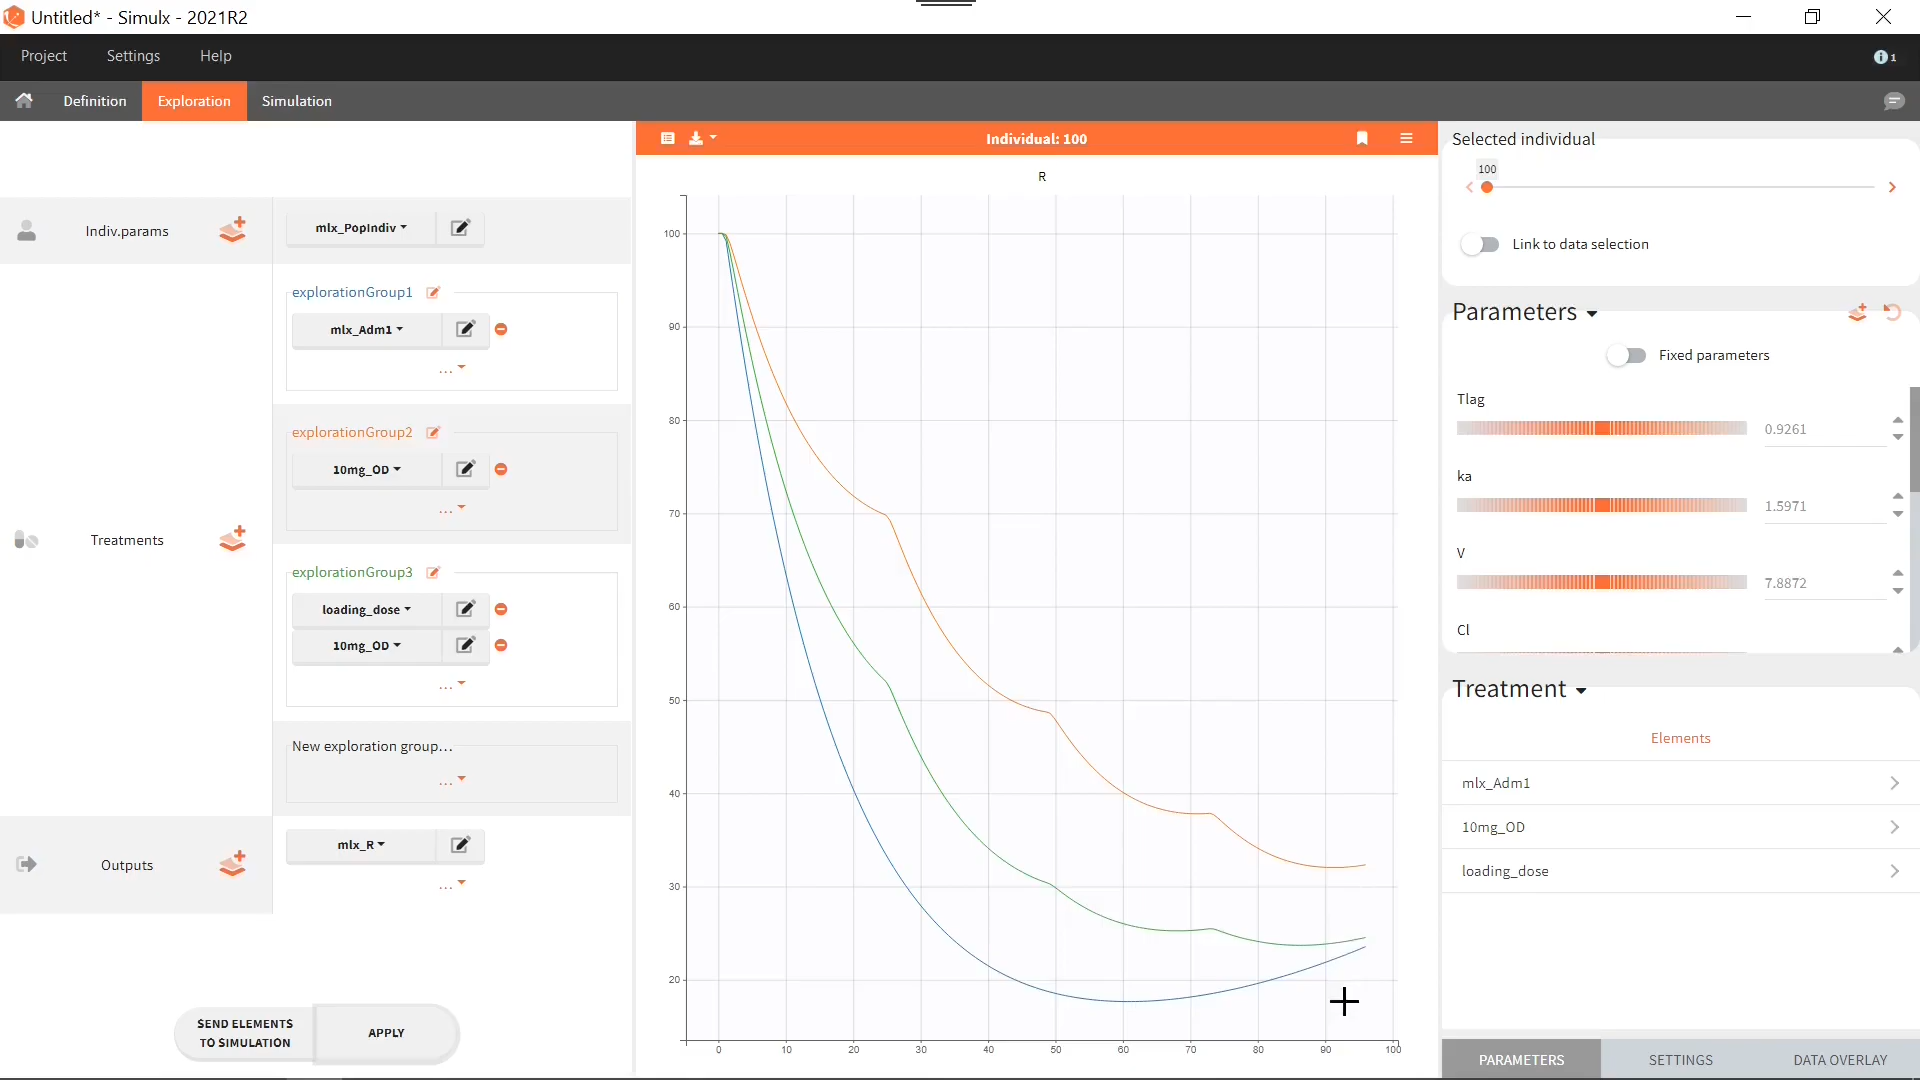 Untitled* - Simulx - 2021R2
Project Settings Help
1
Definition Exploration Simulation
Indiv.params
mlx_PopIndiv
explorationGroup1
mlx_Adm1
...
explorationGroup2
10mg_OD
...
Treatments
explorationGroup3
loading_dose
10mg_OD
...
New exploration group...
...
Outputs
mlx_R
...
SEND ELEMENTS
TO SIMULATION
APPLY
Individual: 100
R
100
90
80
70
60
50
40
30
20
0 10 20 30 40 50 60 70 80 90 100
Selected individual
100
Link to data selection
Parameters
Fixed parameters
Tlag
0.9261
ka
1.5971
V
7.8872
Cl
Treatment
Elements
mlx_Adm1
10mg_OD
loading_dose
PARAMETERS SETTINGS DATA OVERLAY